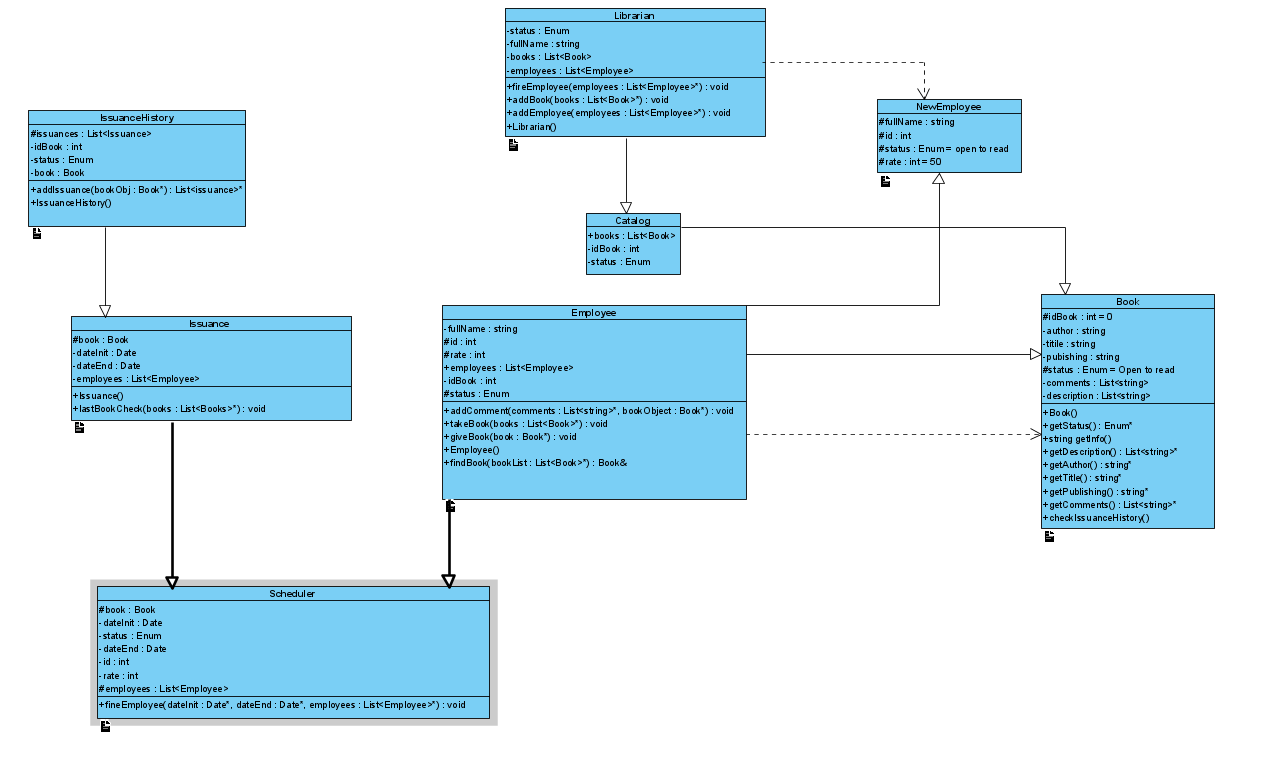 Librarian
-status : Enum
-fullName : string
-books : List<Book>
-employees : List<Employee>
+fireEmployee(employees : List<Employee>*) : void
+addBook(books : List<Book>*) : void
+addEmployee(employees : List<Employee>*) : void
+Librarian()
NewEmployee
#fullName : string
#id : int
#status : Enum = open to read
#rate : int = 50
IssuanceHistory
#issuances : List<Issuance>
-idBook : int
-status : Enum
-book : Book
+addIssuance(bookObj : Book*) : List<issuance>*
+IssuanceHistory()
Catalog
+books : List<Book>
-idBook : int
-status : Enum
Issuance
#book : Book
-dateInit : Date
-dateEnd : Date
-employees : List<Employee>
+Issuance()
+lastBookCheck(books : List<Books>*) : void
Employee
-fullName : string
#id : int
#rate : int
+employees : List<Employee>
-idBook : int
#status : Enum
+addComment(comments : List<string>*, bookObject : Book*) : void
+takeBook(books : List<Book>*) : void
+giveBook(book : Book*) : void
+Employee()
+findBook(bookList : List<Book>*) : Book&
Book
#idBook : int = 0
-author : string
-titile : string
-pubishing : string
#status : Enum = Open to read
-comments : List<string>
-description : List<string>
+Book()
+getStatus() : Enum*
+string getInfo()
+getDescription() : List<string>*
+getAuthor() : string*
+getTitle() : string*
+getPublishing() : string*
+getComments() : List<string>*
+checkIssuanceHistory()
Scheduler
#book : Book
-dateInit : Date
-status : Enum
-dateEnd : Date
-id : int
-rate : int
#employees : List<Employee>
+fineEmployee(dateInit : Date*, dateEnd : Date*, employees : List<Employee>*) : void